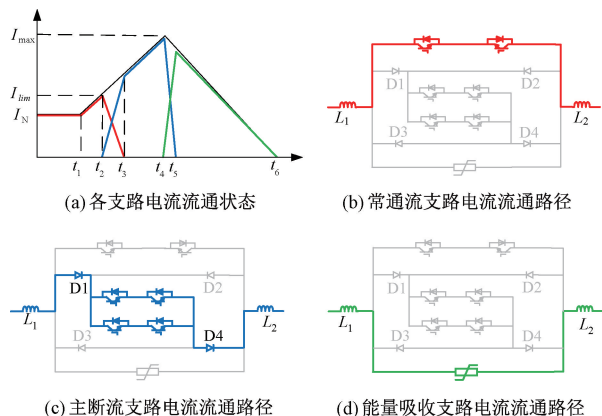 I_max
I_lim
I_N
t_1 t_2 t_3 t_4 t_5 t_6
(a) 各支路电流流通状态
D1 D2
L_1 L_2
D3 D4
(b) 常通流支路电流流通路径
D1 D2
L_1 L_2
D3 D4
(c) 主断流支路电流流通路径
D1 D2
L_1 L_2
D3 D4
(d) 能量吸收支路电流流通路径